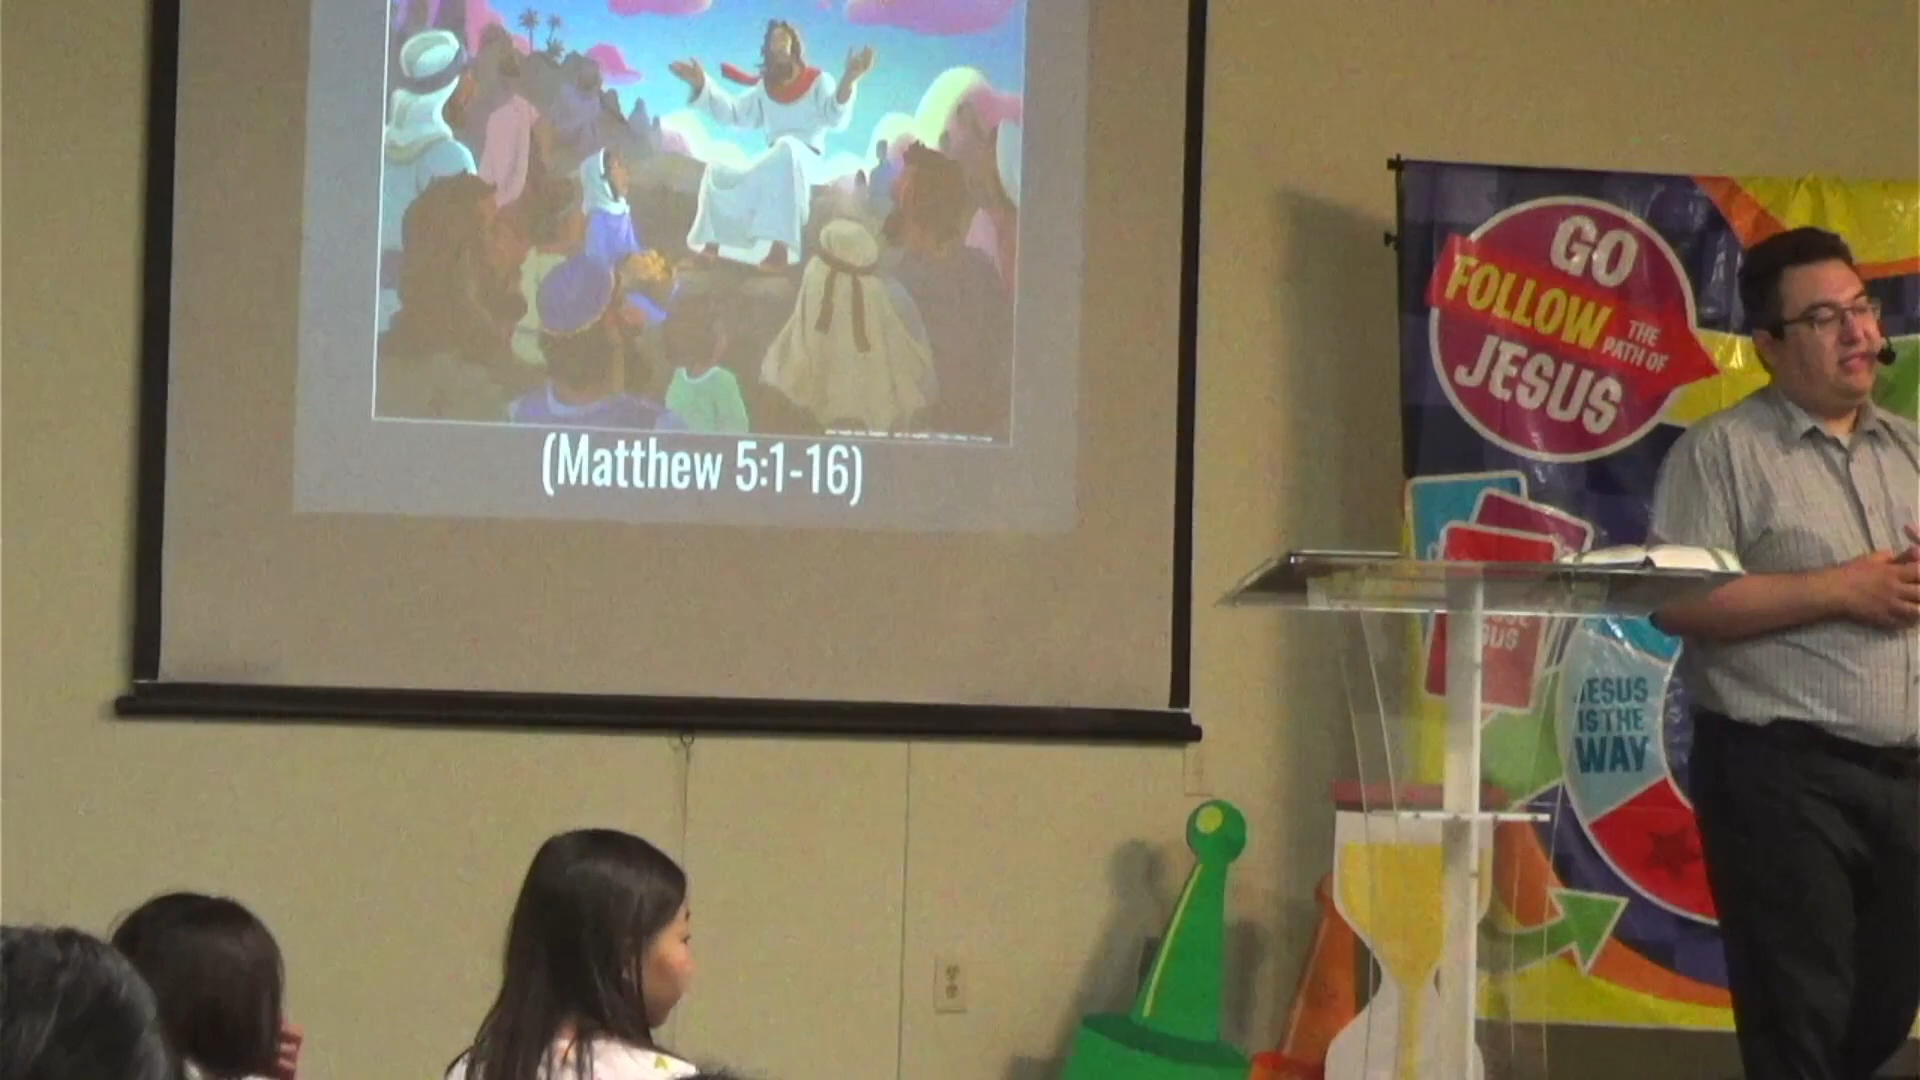 (Matthew 5:1-16)
GO
FOLLOW THE
PATH OF
JESUS
JESUS
IS THE
WAY